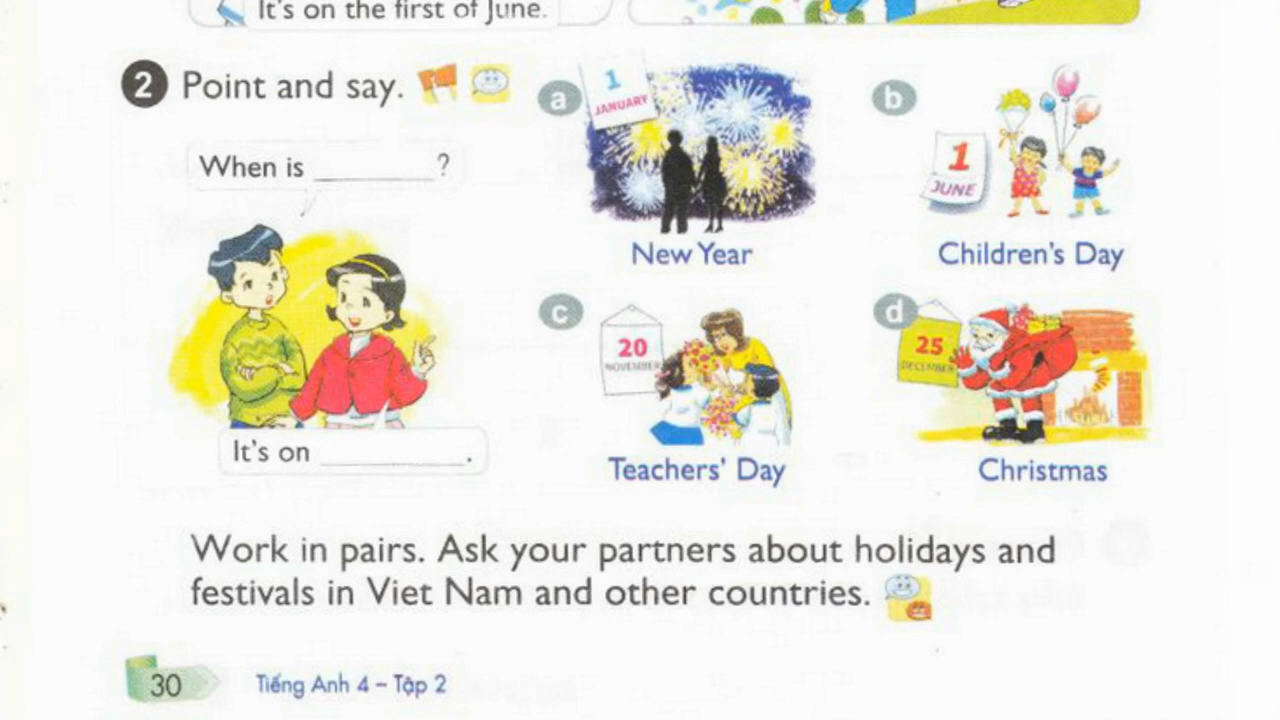 It's on the first of June.
2 Point and say.
When is ________?
It's on ________.
a
1
JANUARY
New Year
b
1
JUNE
Children's Day
c
20
NOVEMBER
Teachers' Day
d
25
DECEMBER
Christmas
Work in pairs. Ask your partners about holidays and
festivals in Viet Nam and other countries.
30 Tiếng Anh 4 – Tập 2